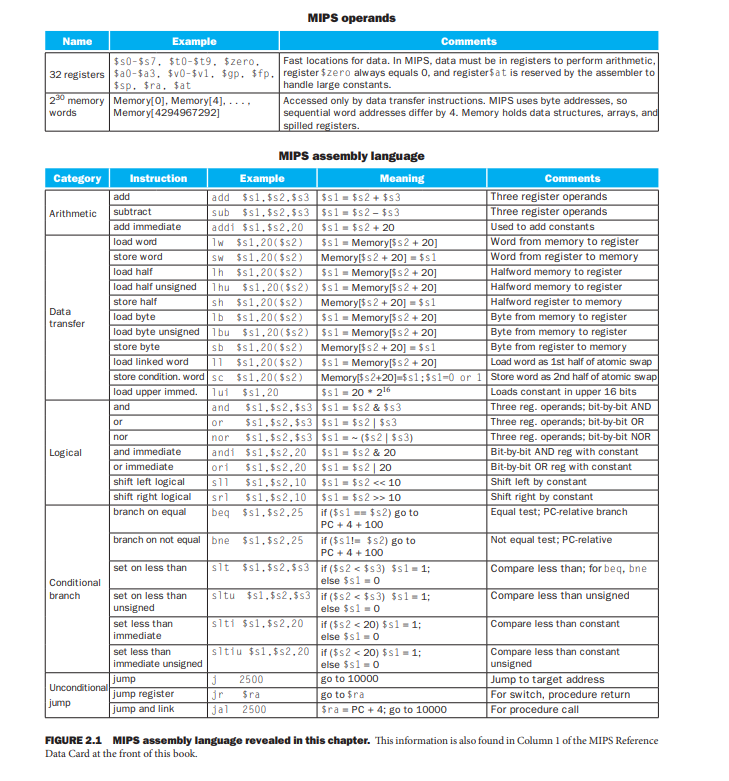 MIPS operands
Name Example Comments
32 registers $s0-$s7, $t0-$t9, $zero, $a0-$a3, $v0-$v1, $gp, $fp, $sp, $ra, $at Fast locations for data. In MIPS, data must be in registers to perform arithmetic, register $zero always equals 0, and register $at is reserved by the assembler to handle large constants.
2³⁰ memory words Memory[0], Memory[4], . . . , Memory[4294967292] Accessed only by data transfer instructions. MIPS uses byte addresses, so sequential word addresses differ by 4. Memory holds data structures, arrays, and spilled registers.
MIPS assembly language
Category Instruction Example Meaning Comments
Arithmetic
add add $s1,$s2,$s3 $s1 = $s2 + $s3 Three register operands
subtract sub $s1,$s2,$s3 $s1 = $s2 – $s3 Three register operands
add immediate addi $s1,$s2,20 $s1 = $s2 + 20 Used to add constants
Data transfer
load word lw $s1,20($s2) $s1 = Memory[$s2 + 20] Word from memory to register
store word sw $s1,20($s2) Memory[$s2 + 20] = $s1 Word from register to memory
load half lh $s1,20($s2) $s1 = Memory[$s2 + 20] Halfword memory to register
load half unsigned lhu $s1,20($s2) $s1 = Memory[$s2 + 20] Halfword memory to register
store half sh $s1,20($s2) Memory[$s2 + 20] = $s1 Halfword register to memory
load byte lb $s1,20($s2) $s1 = Memory[$s2 + 20] Byte from memory to register
load byte unsigned lbu $s1,20($s2) $s1 = Memory[$s2 + 20] Byte from memory to register
store byte sb $s1,20($s2) Memory[$s2 + 20] = $s1 Byte from register to memory
load linked word ll $s1,20($s2) $s1 = Memory[$s2 + 20] Load word as 1st half of atomic swap
store condition. word sc $s1,20($s2) Memory[$s2+20]=$s1;$s1=0 or 1 Store word as 2nd half of atomic swap
load upper immed. lui $s1,20 $s1 = 20 * 2¹⁶ Loads constant in upper 16 bits
Logical
and and $s1,$s2,$s3 $s1 = $s2 & $s3 Three reg. operands; bit-by-bit AND
or or $s1,$s2,$s3 $s1 = $s2 | $s3 Three reg. operands; bit-by-bit OR
nor nor $s1,$s2,$s3 $s1 = ~ ($s2 | $s3) Three reg. operands; bit-by-bit NOR
and immediate andi $s1,$s2,20 $s1 = $s2 & 20 Bit-by-bit AND reg with constant
or immediate ori $s1,$s2,20 $s1 = $s2 | 20 Bit-by-bit OR reg with constant
shift left logical sll $s1,$s2,10 $s1 = $s2 << 10 Shift left by constant
shift right logical srl $s1,$s2,10 $s1 = $s2 >> 10 Shift right by constant
Conditional branch
branch on equal beq $s1,$s2,25 if ($s1 == $s2) go to PC + 4 + 100 Equal test; PC-relative branch
branch on not equal bne $s1,$s2,25 if ($s1!= $s2) go to PC + 4 + 100 Not equal test; PC-relative
set on less than slt $s1,$s2,$s3 if ($s2 < $s3) $s1 = 1; else $s1 = 0 Compare less than; for beq, bne
set on less than unsigned sltu $s1,$s2,$s3 if ($s2 < $s3) $s1 = 1; else $s1 = 0 Compare less than unsigned
set less than immediate slti $s1,$s2,20 if ($s2 < 20) $s1 = 1; else $s1 = 0 Compare less than constant
set less than immediate unsigned sltiu $s1,$s2,20 if ($s2 < 20) $s1 = 1; else $s1 = 0 Compare less than constant unsigned
Unconditional jump
jump j 2500 go to 10000 Jump to target address
jump register jr $ra go to $ra For switch, procedure return
jump and link jal 2500 $ra = PC + 4; go to 10000 For procedure call
FIGURE 2.1 MIPS assembly language revealed in this chapter. This information is also found in Column 1 of the MIPS Reference
Data Card at the front of this book.